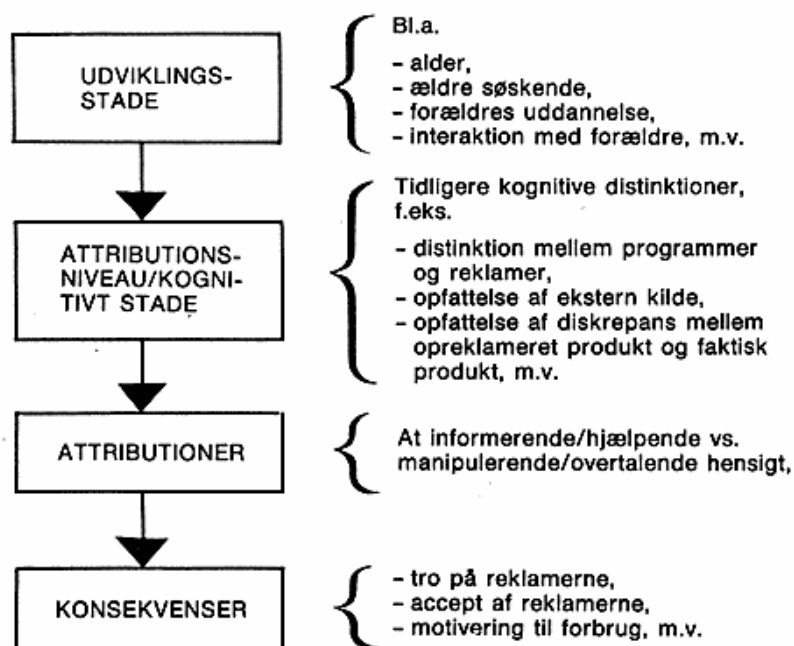 UDVIKLINGS-
STADE
Bl.a.
– alder,
– ældre søskende,
– forældres uddannelse,
– interaktion med forældre, m.v.
ATTRIBUTIONS-
NIVEAU/KOGNI-
TIVT STADE
Tidligere kognitive distinktioner,
f.eks.
– distinktion mellem programmer
og reklamer,
– opfattelse af ekstern kilde,
– opfattelse af diskrepans mellem
opreklameret produkt og faktisk
produkt, m.v.
ATTRIBUTIONER
At informerende/hjælpende vs.
manipulerende/overtalende hensigt,
KONSEKVENSER
– tro på reklamerne,
– accept af reklamerne,
– motivering til forbrug, m.v.